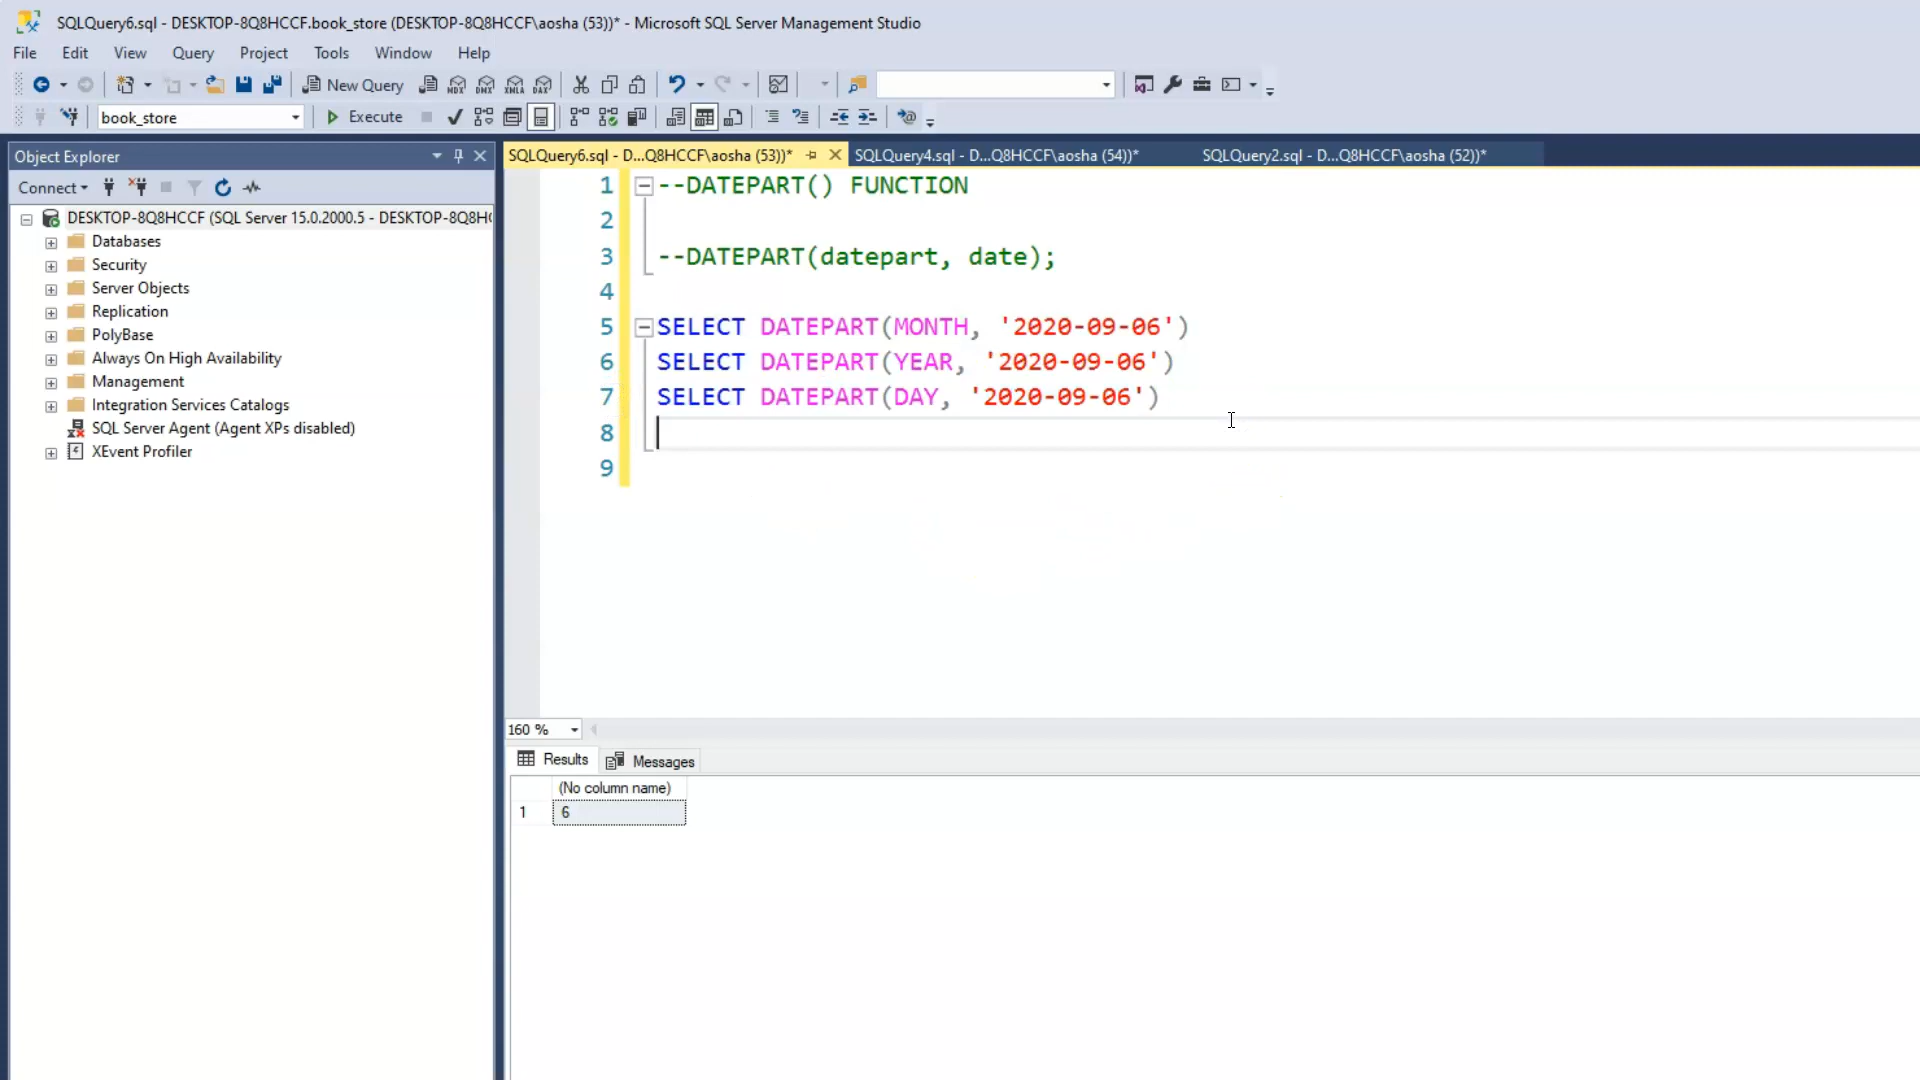 SQLQuery6.sql - DESKTOP-8Q8HCCF.book_store (DESKTOP-8Q8HCCF\aosha (53))* - Microsoft SQL Server Management Studio
File Edit View Query Project Tools Window Help
New Query MDX DMX XMLA DAX
book_store Execute
Object Explorer
Connect
DESKTOP-8Q8HCCF (SQL Server 15.0.2000.5 - DESKTOP-8Q8H
Databases
Security
Server Objects
Replication
PolyBase
Always On High Availability
Management
Integration Services Catalogs
SQL Server Agent (Agent XPs disabled)
XEvent Profiler
SQLQuery6.sql - D...Q8HCCF\aosha (53))* SQLQuery4.sql - D...Q8HCCF\aosha (54))* SQLQuery2.sql - D...Q8HCCF\aosha (52))*
1 --DATEPART() FUNCTION
2
3 --DATEPART(datepart, date);
4
5 SELECT DATEPART(MONTH, '2020-09-06')
6 SELECT DATEPART(YEAR, '2020-09-06')
7 SELECT DATEPART(DAY, '2020-09-06')
8
9
160 %
Results Messages
(No column name)
1 6